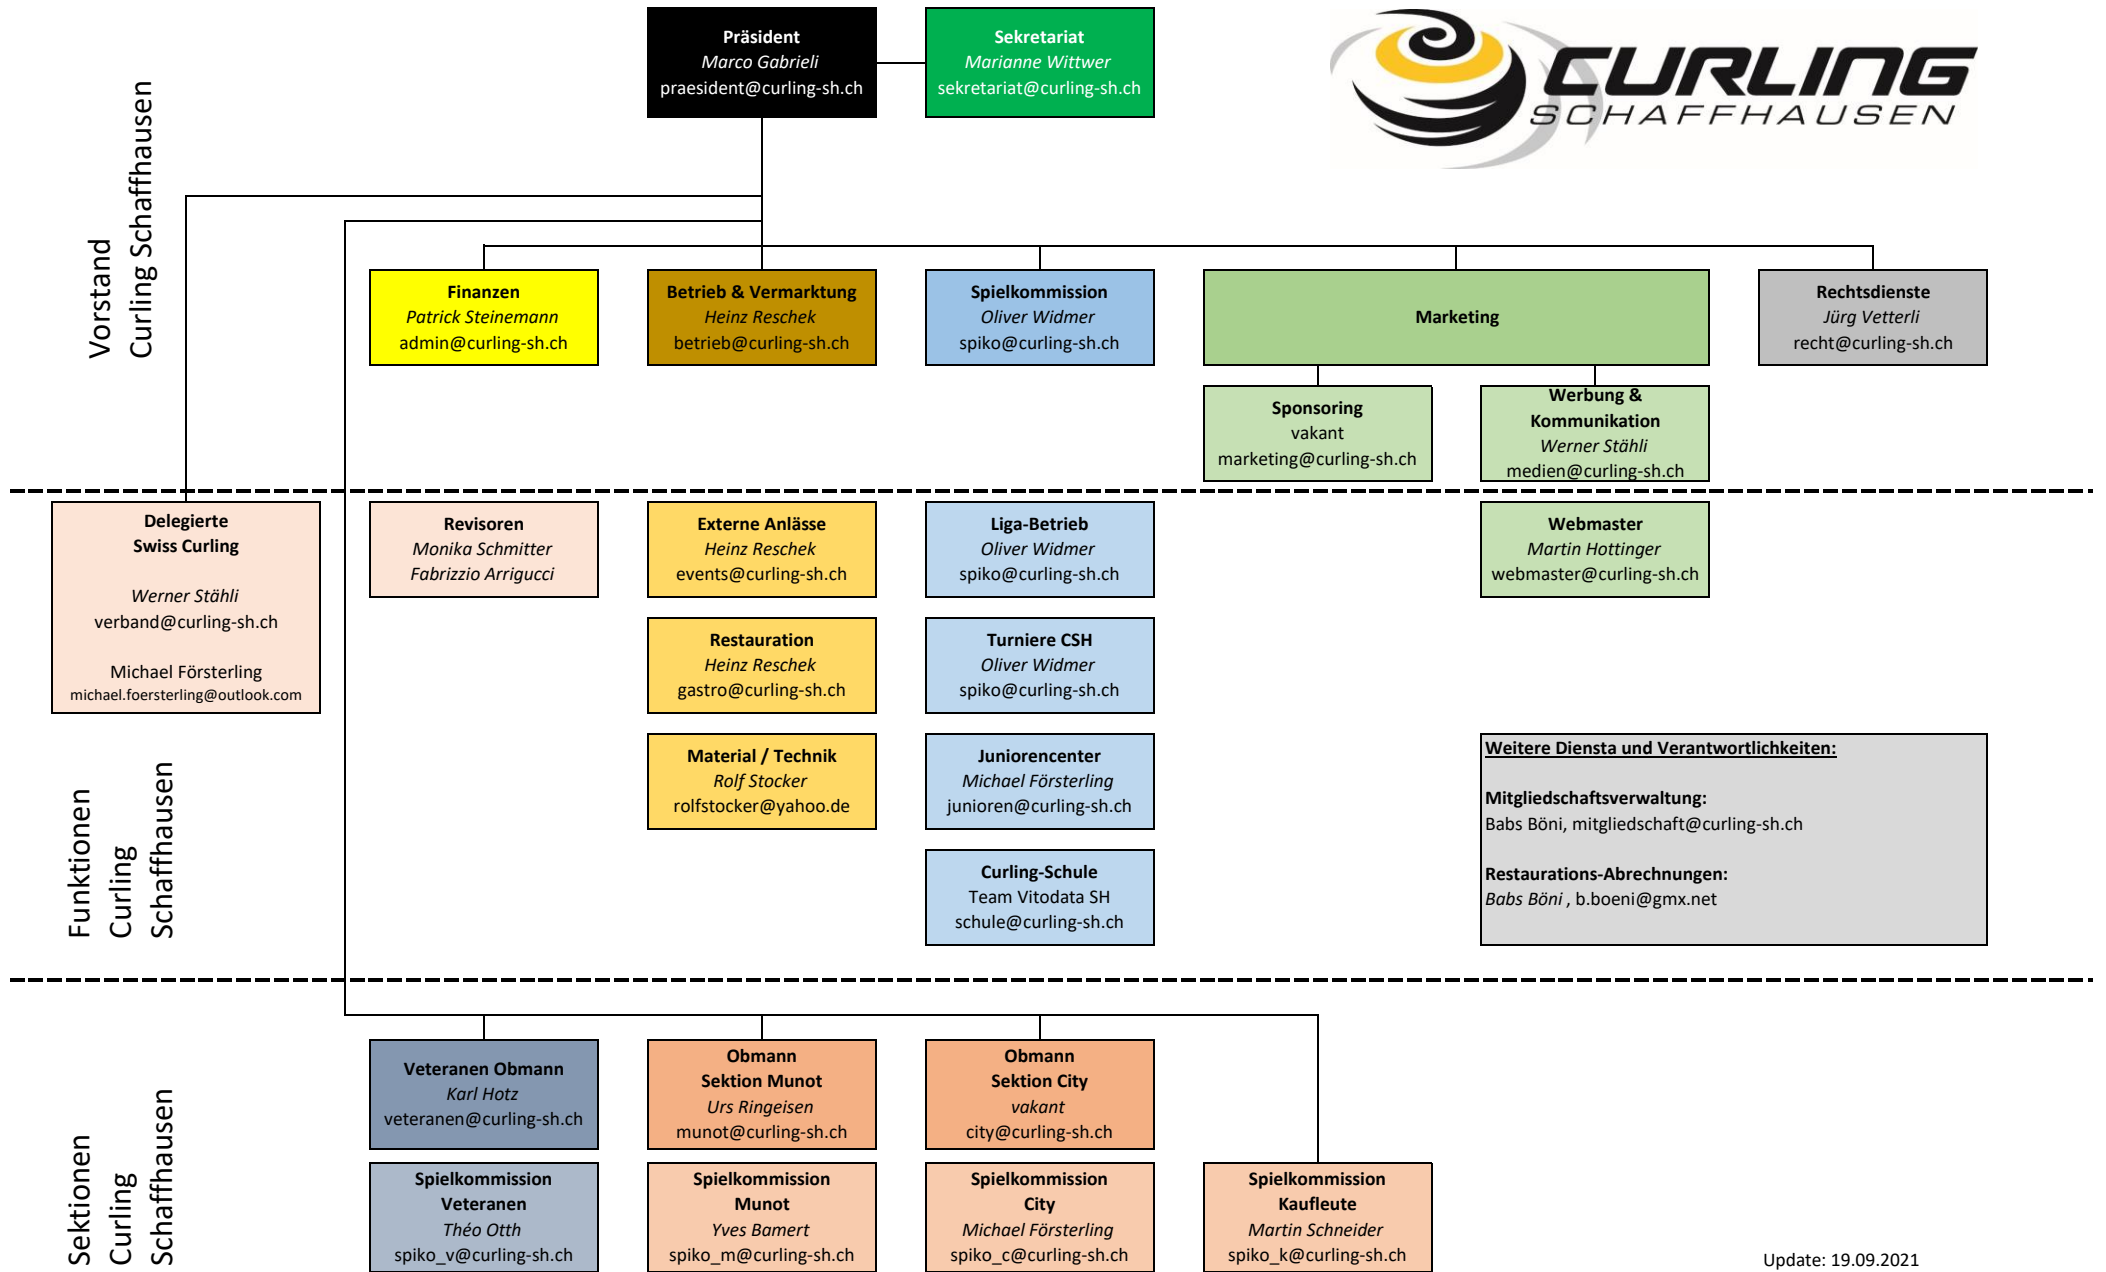 Präsident
Marco Gabrieli
praesident@curling-sh.ch
Sekretariat
Marianne Wittwer
sekretariat@curling-sh.ch
CURLING
SCHAFFHAUSEN
Vorstand
Curling Schaffhausen
Finanzen
Patrick Steinemann
admin@curling-sh.ch
Betrieb & Vermarktung
Heinz Reschek
betrieb@curling-sh.ch
Spielkommission
Oliver Widmer
spiko@curling-sh.ch
Marketing
Rechtsdienste
Jürg Vetterli
recht@curling-sh.ch
Sponsoring
vakant
marketing@curling-sh.ch
Werbung &
Kommunikation
Werner Stähli
medien@curling-sh.ch
Funktionen
Curling
Schaffhausen
Delegierte
Swiss Curling
Werner Stähli
verband@curling-sh.ch
Michael Försterling
michael.foersterling@outlook.com
Revisoren
Monika Schmitter
Fabrizzio Arrigucci
Externe Anlässe
Heinz Reschek
events@curling-sh.ch
Liga-Betrieb
Oliver Widmer
spiko@curling-sh.ch
Webmaster
Martin Hottinger
webmaster@curling-sh.ch
Restauration
Heinz Reschek
gastro@curling-sh.ch
Turniere CSH
Oliver Widmer
spiko@curling-sh.ch
Material / Technik
Rolf Stocker
rolfstocker@yahoo.de
Juniorencenter
Michael Försterling
junioren@curling-sh.ch
Curling-Schule
Team Vitodata SH
schule@curling-sh.ch
Weitere Diensta und Verantwortlichkeiten:
Mitgliedschaftsverwaltung:
Babs Böni, mitgliedschaft@curling-sh.ch
Restaurations-Abrechnungen:
Babs Böni , b.boeni@gmx.net
Sektionen
Curling
Schaffhausen
Veteranen Obmann
Karl Hotz
veteranen@curling-sh.ch
Obmann
Sektion Munot
Urs Ringeisen
munot@curling-sh.ch
Obmann
Sektion City
vakant
city@curling-sh.ch
Spielkommission
Veteranen
Théo Otth
spiko_v@curling-sh.ch
Spielkommission
Munot
Yves Bamert
spiko_m@curling-sh.ch
Spielkommission
City
Michael Försterling
spiko_c@curling-sh.ch
Spielkommission
Kaufleute
Martin Schneider
spiko_k@curling-sh.ch
Update: 19.09.2021